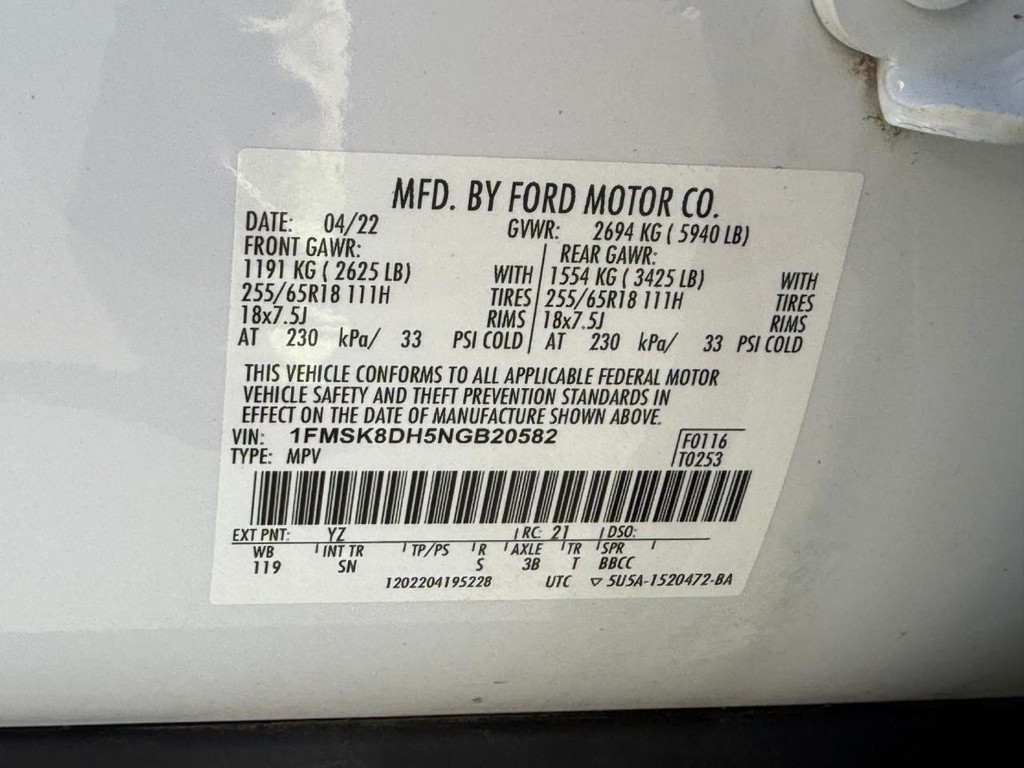 MFD. BY FORD MOTOR CO.
DATE: 04/22 GVWR: 2694 KG ( 5940 LB)
FRONT GAWR: REAR GAWR:
1191 KG ( 2625 LB) WITH 1554 KG ( 3425 LB) WITH
255/65R18 111H TIRES 255/65R18 111H TIRES
18x7.5J RIMS 18x7.5J RIMS
AT 230 kPa/ 33 PSI COLD AT 230 kPa/ 33 PSI COLD
THIS VEHICLE CONFORMS TO ALL APPLICABLE FEDERAL MOTOR
VEHICLE SAFETY AND THEFT PREVENTION STANDARDS IN
EFFECT ON THE DATE OF MANUFACTURE SHOWN ABOVE.
VIN: 1FMSK8DH5NGB20582 F0116
TYPE: MPV T0253
EXT PNT: YZ RC: 21 DSO:
WB INT TR TP/PS R AXLE TR SPR
119 SN S 3B T BBCC
1202204195228 UTC ▽ 5U5A-1520472-BA